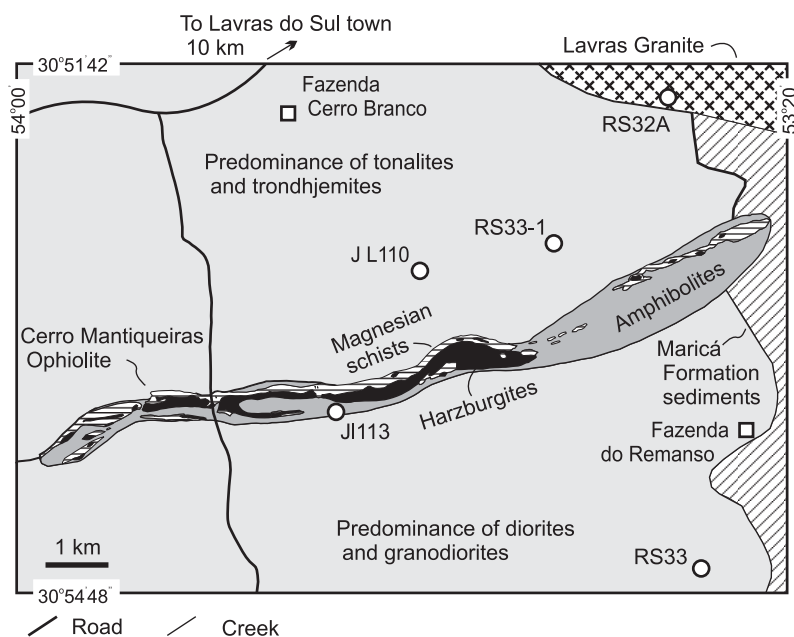 To Lavras do Sul town
10 km
Lavras Granite
30°51'42"
54°00'
53°20'
Fazenda
Cerro Branco
RS32A
Predominance of tonalites
and trondhjemites
RS33-1
J L110
Amphibolites
Magnesian
schists
Cerro Mantiqueiras
Ophiolite
Harzburgites
Maricá
Formation
sediments
JI113
Fazenda
do Remanso
Predominance of diorites
and granodiorites
RS33
1 km
30°54'48"
Road
Creek